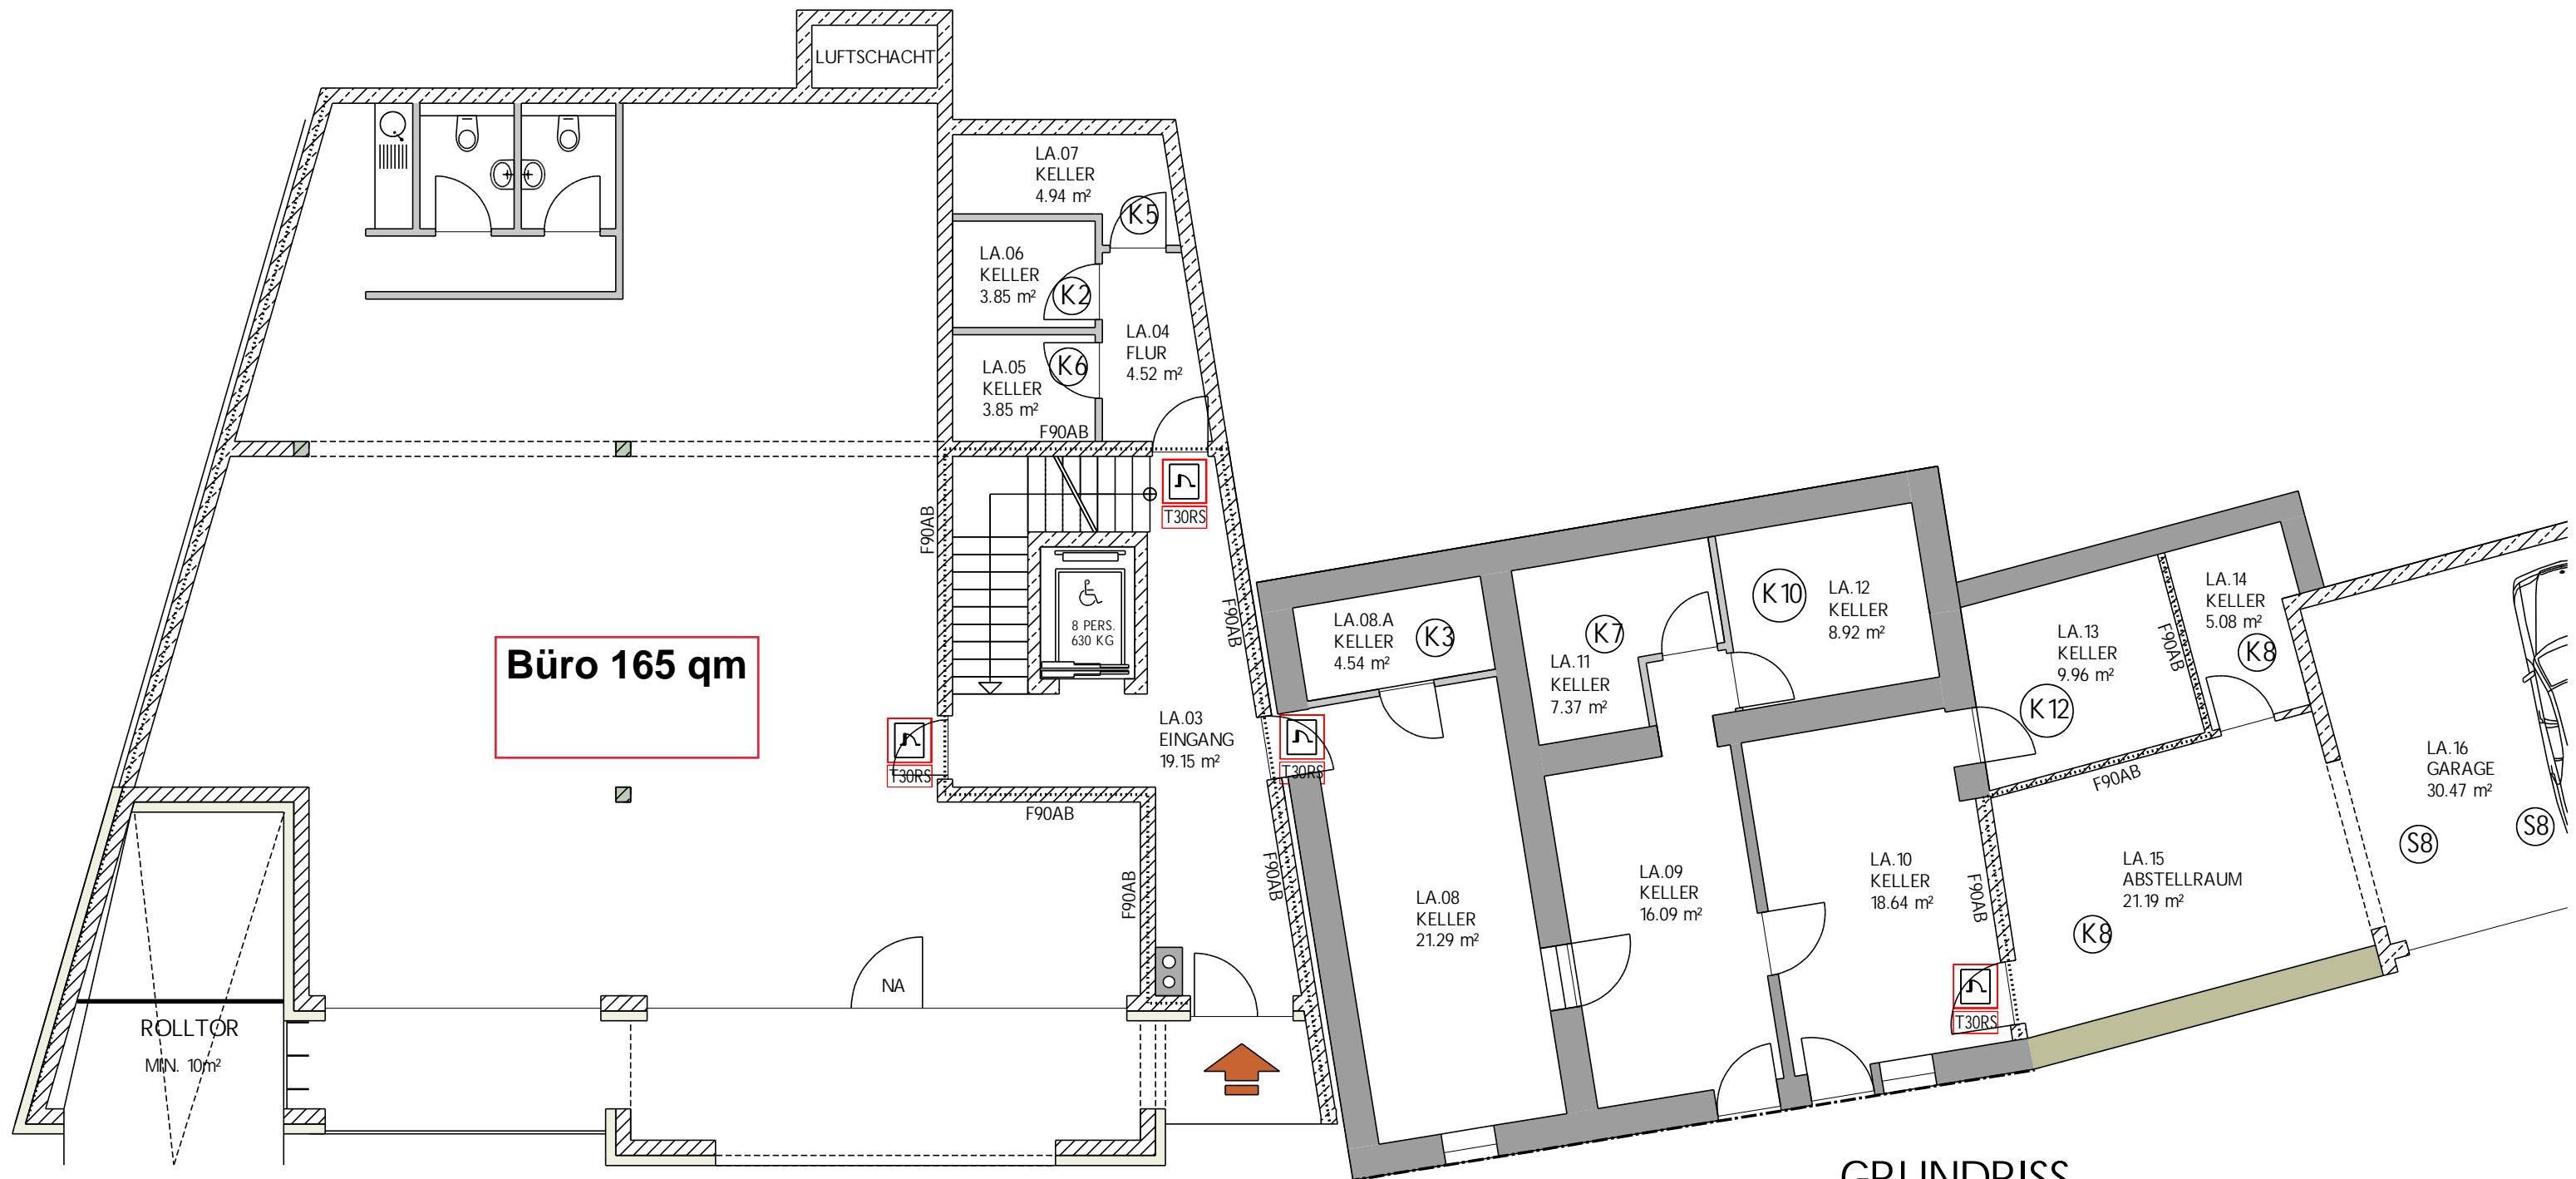 LUFTSCHACHT
LA.07
KELLER
4.94 m²
K5
LA.06
KELLER
3.85 m²
K2
LA.04
FLUR
4.52 m²
LA.05
KELLER
3.85 m²
K6
F90AB
F90AB
T30RS
8 PERS.
630 KG
F90AB
Büro 165 qm
LA.03
EINGANG
19.15 m²
T30RS
T30RS
F90AB
F90AB
F90AB
NA
ROLLTOR
MIN. 10m²
LA.08.A
KELLER
4.54 m²
K3
K7
LA.11
KELLER
7.37 m²
K10
LA.12
KELLER
8.92 m²
LA.13
KELLER
9.96 m²
K12
F90AB
LA.14
KELLER
5.08 m²
K8
F90AB
LA.16
GARAGE
30.47 m²
S8
S8
LA.08
KELLER
21.29 m²
LA.09
KELLER
16.09 m²
LA.10
KELLER
18.64 m²
F90AB
LA.15
ABSTELLRAUM
21.19 m²
K8
T30RS
GRUNDRISS